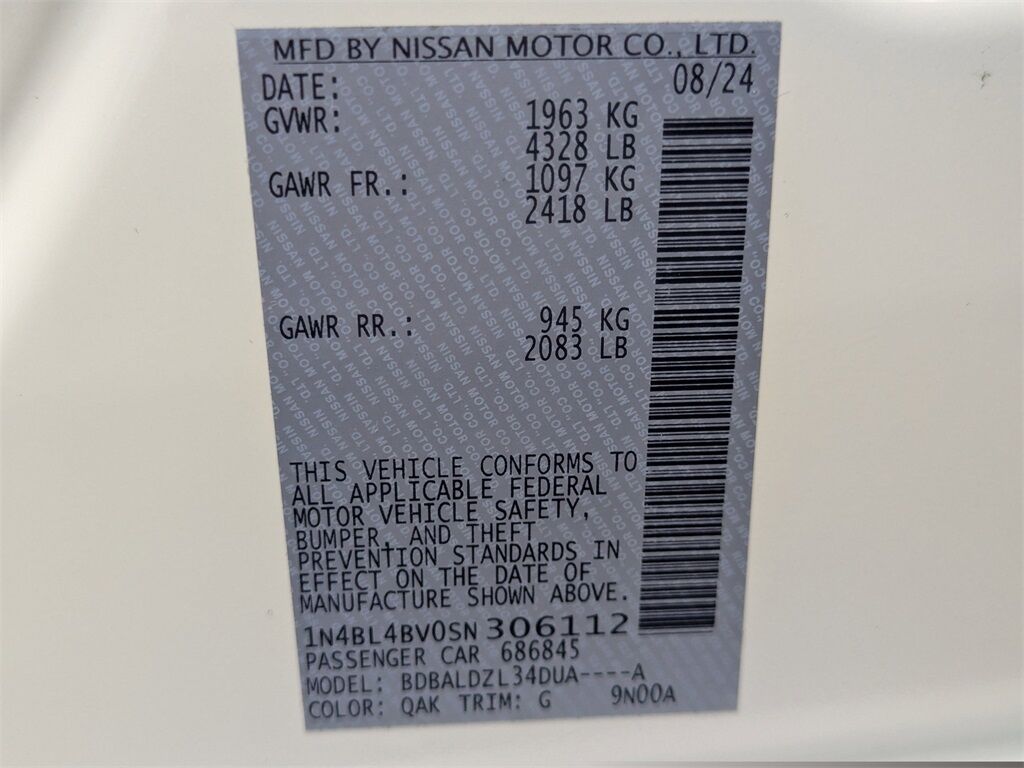 MFD BY NISSAN MOTOR CO., LTD.
DATE: 08/24
GVWR: 1963 KG
4328 LB
GAWR FR.: 1097 KG
2418 LB
GAWR RR.: 945 KG
2083 LB
THIS VEHICLE CONFORMS TO
ALL APPLICABLE FEDERAL
MOTOR VEHICLE SAFETY,
BUMPER, AND THEFT
PREVENTION STANDARDS IN
EFFECT ON THE DATE OF
MANUFACTURE SHOWN ABOVE.
1N4BL4BV0SN306112
PASSENGER CAR 686845
MODEL: BDBALDZL34DUA----A
COLOR: QAK TRIM: G 9N00A